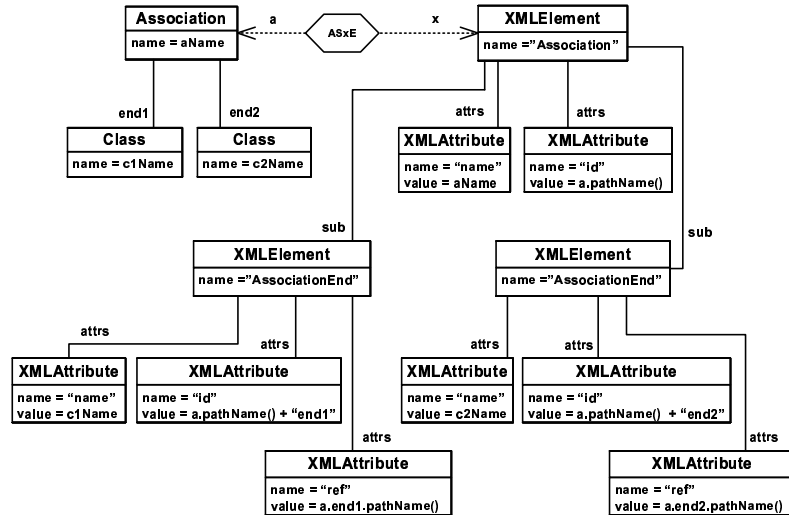 Association
name = aName
a
ASxE
x
XMLElement
name ="Association"
end1
end2
attrs
attrs
Class
name = c1Name
Class
name = c2Name
XMLAttribute
name = "name"
value = aName
XMLAttribute
name = "id"
value = a.pathName()
sub
sub
XMLElement
name ="AssociationEnd"
XMLElement
name ="AssociationEnd"
attrs
attrs
attrs
attrs
XMLAttribute
name = "name"
value = c1Name
XMLAttribute
name = "id"
value = a.pathName() + "end1"
XMLAttribute
name = "name"
value = c2Name
XMLAttribute
name = "id"
value = a.pathName() + "end2"
attrs
attrs
XMLAttribute
name = "ref"
value = a.end1.pathName()
XMLAttribute
name = "ref"
value = a.end2.pathName()